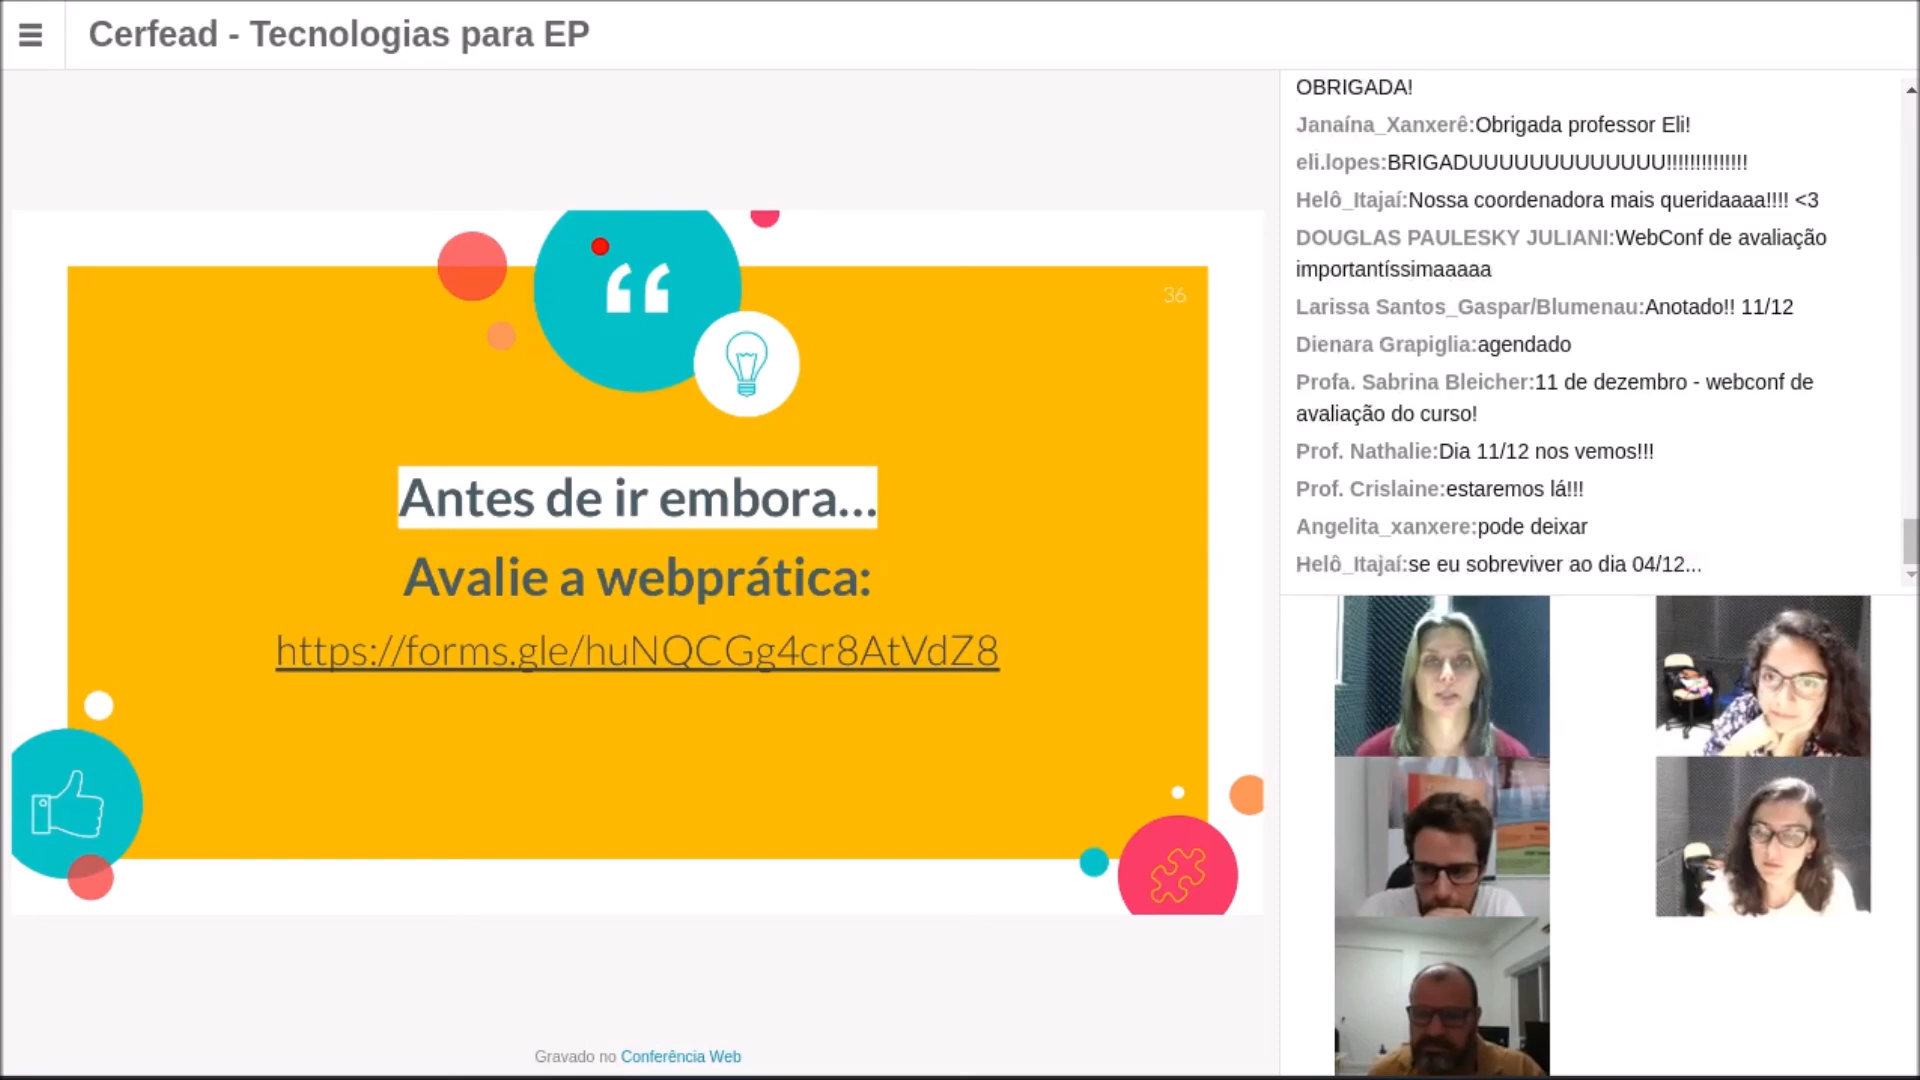 Cerfead - Tecnologias para EP
36
“
Antes de ir embora...
Avalie a webprática:
https://forms.gle/huNQCGg4cr8AtVdZ8
Gravado no Conferência Web
OBRIGADA!
Janaína_Xanxerê:Obrigada professor Eli!
eli.lopes:BRIGADUUUUUUUUUUUUU!!!!!!!!!!!!!!
Helô_Itajaí:Nossa coordenadora mais queridaaaa!!!! <3
DOUGLAS PAULESKY JULIANI:WebConf de avaliação
importantíssimaaaaa
Larissa Santos_Gaspar/Blumenau:Anotado!! 11/12
Dienara Grapiglia:agendado
Profa. Sabrina Bleicher:11 de dezembro - webconf de
avaliação do curso!
Prof. Nathalie:Dia 11/12 nos vemos!!!
Prof. Crislaine:estaremos lá!!!
Angelita_xanxere:pode deixar
Helô_Itajaí:se eu sobreviver ao dia 04/12...